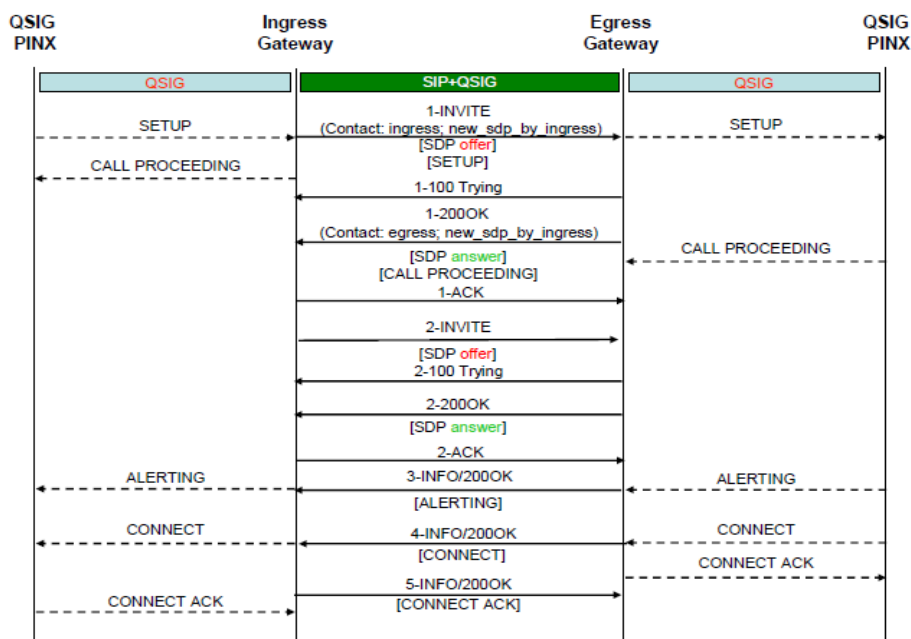 QSIG PINX
Ingress Gateway
Egress Gateway
QSIG PINX
QSIG
SIP+QSIG
QSIG
1-INVITE
SETUP
(Contact: ingress; new_sdp_by_ingress)
SETUP
[SDP offer]
[SETUP]
CALL PROCEEDING
1-100 Trying
1-200OK
(Contact: egress; new_sdp_by_ingress)
CALL PROCEEDING
[SDP answer]
[CALL PROCEEDING]
1-ACK
2-INVITE
[SDP offer]
2-100 Trying
2-200OK
[SDP answer]
2-ACK
ALERTING
3-INFO/200OK
ALERTING
[ALERTING]
CONNECT
4-INFO/200OK
CONNECT
[CONNECT]
CONNECT ACK
5-INFO/200OK
CONNECT ACK
[CONNECT ACK]